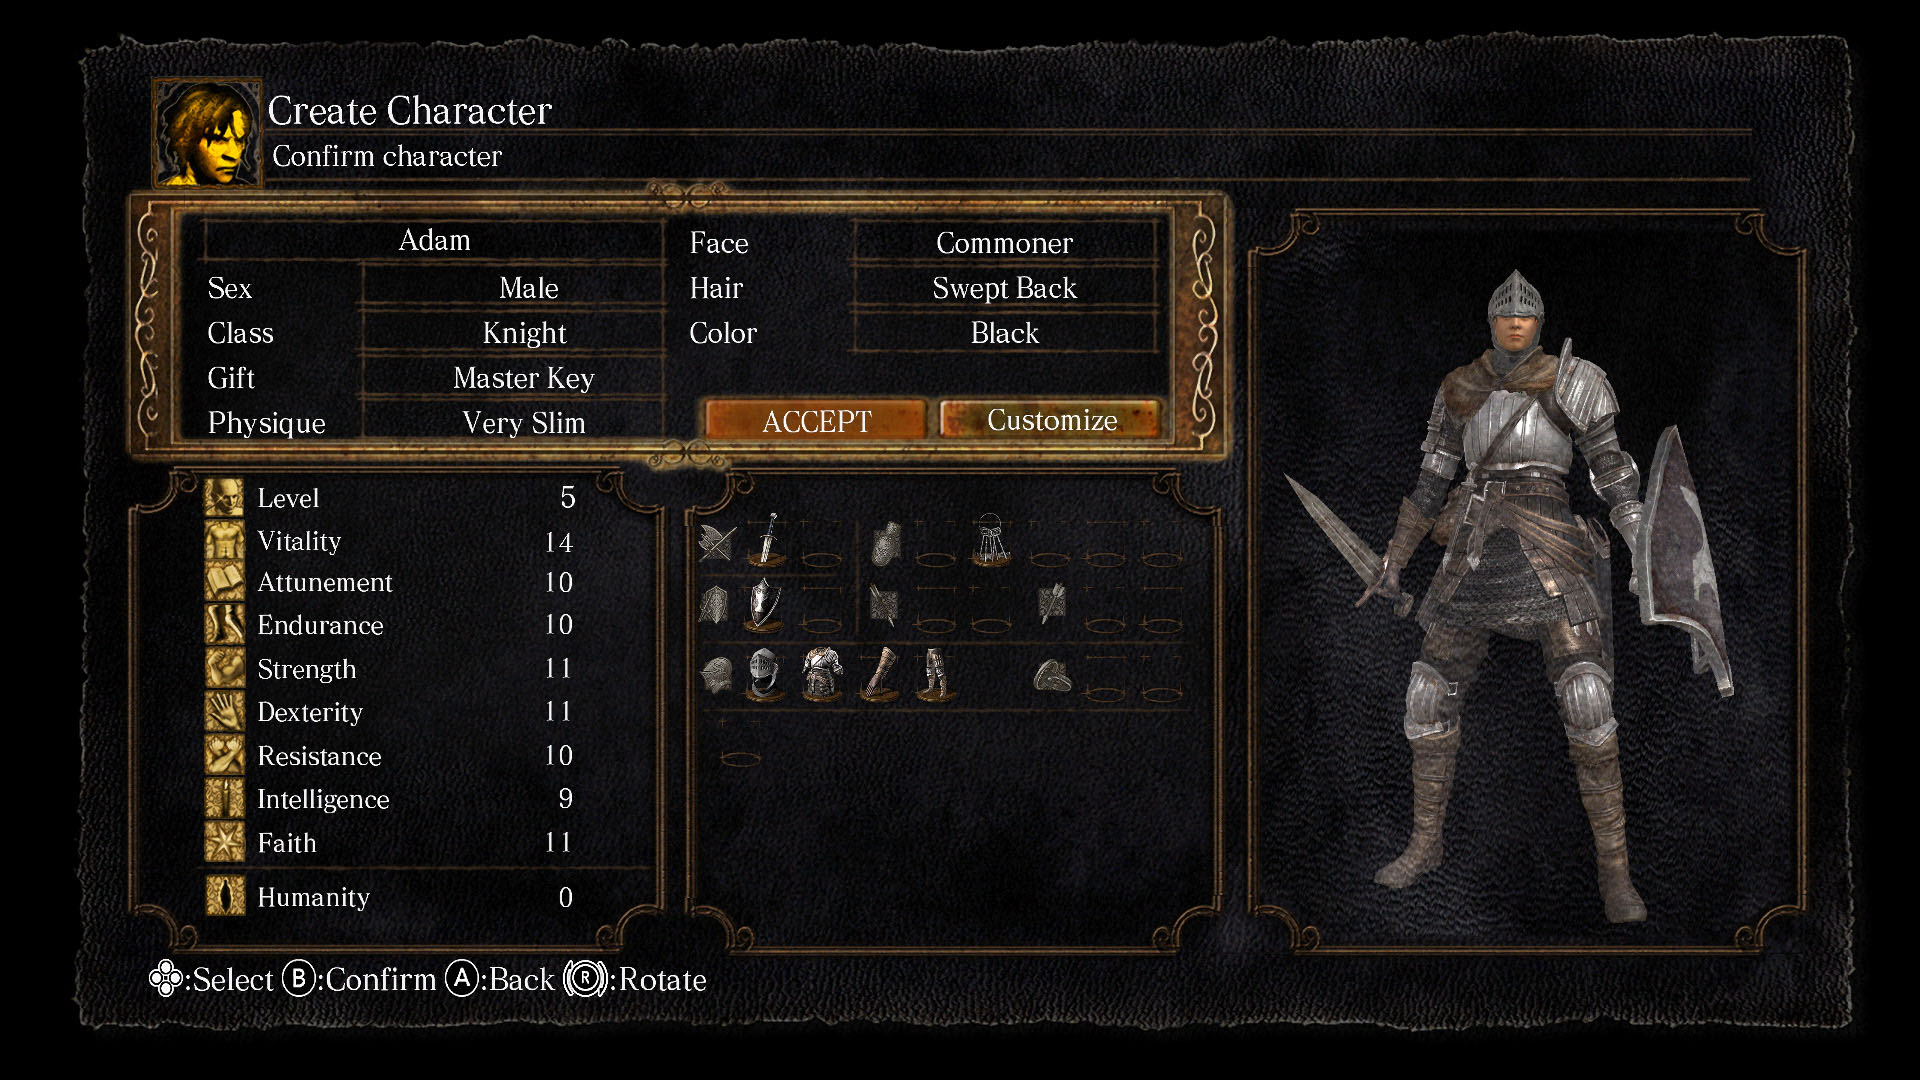 Create Character
Confirm character
Adam
Face Commoner
Sex Male
Hair Swept Back
Class Knight
Color Black
Gift Master Key
Physique Very Slim
ACCEPT Customize
Level 5
Vitality 14
Attunement 10
Endurance 10
Strength 11
Dexterity 11
Resistance 10
Intelligence 9
Faith 11
Humanity 0
:Select B:Confirm A:Back R:Rotate